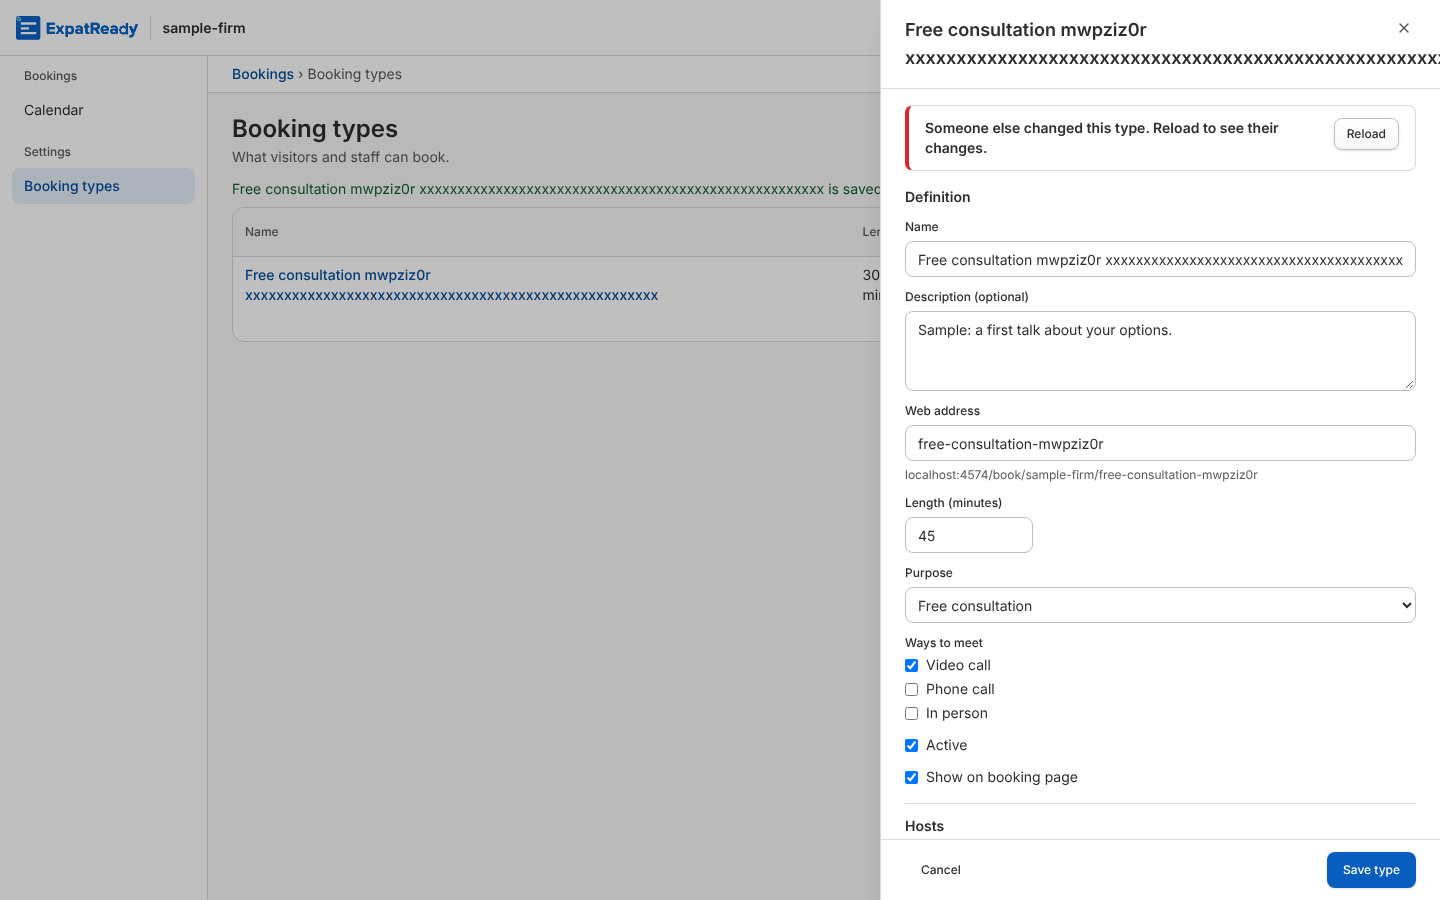 ExpatReady
sample-firm
Bookings
Calendar
Settings
Booking types
Bookings › Booking types
Booking types
What visitors and staff can book.
Free consultation mwpziz0r xxxxxxxxxxxxxxxxxxxxxxxxxxxxxxxxxxxxxxxxxxxxxxxxxxxxx is saved
Name
Free consultation mwpziz0r
xxxxxxxxxxxxxxxxxxxxxxxxxxxxxxxxxxxxxxxxxxxxxxxxxxxxx
30
Free consultation mwpziz0r
xxxxxxxxxxxxxxxxxxxxxxxxxxxxxxxxxxxxxxxxxxxxxxxxxxxxx
Someone else changed this type. Reload to see their
changes.
Reload
Definition
Name
Free consultation mwpziz0r xxxxxxxxxxxxxxxxxxxxxxxxxxxxxxxxxxxxxxx
Description (optional)
Sample: a first talk about your options.
Web address
free-consultation-mwpziz0r
localhost:4574/book/sample-firm/free-consultation-mwpziz0r
Length (minutes)
45
Purpose
Free consultation
Ways to meet
Video call
Phone call
In person
Active
Show on booking page
Hosts
Cancel
Save type